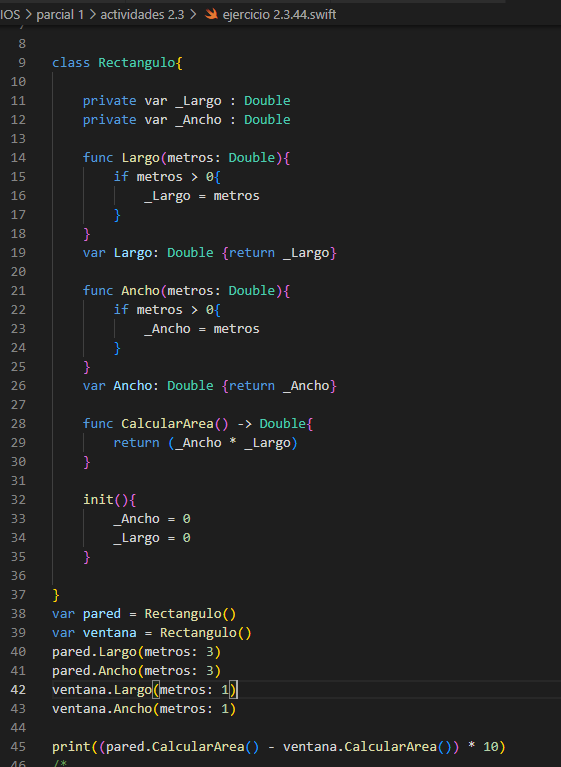 IOS > parcial 1 > actividades 2.3 > ejercicio 2.3.44.swift
8
9 class Rectangulo{
10
11 private var _Largo : Double
12 private var _Ancho : Double
13
14 func Largo(metros: Double){
15 if metros > 0{
16 _Largo = metros
17 }
18 }
19 var Largo: Double {return _Largo}
20
21 func Ancho(metros: Double){
22 if metros > 0{
23 _Ancho = metros
24 }
25 }
26 var Ancho: Double {return _Ancho}
27
28 func CalcularArea() -> Double{
29 return (_Ancho * _Largo)
30 }
31
32 init(){
33 _Ancho = 0
34 _Largo = 0
35 }
36
37 }
38 var pared = Rectangulo()
39 var ventana = Rectangulo()
40 pared.Largo(metros: 3)
41 pared.Ancho(metros: 3)
42 ventana.Largo(metros: 1)
43 ventana.Ancho(metros: 1)
44
45 print((pared.CalcularArea() - ventana.CalcularArea()) * 10)
46 /*